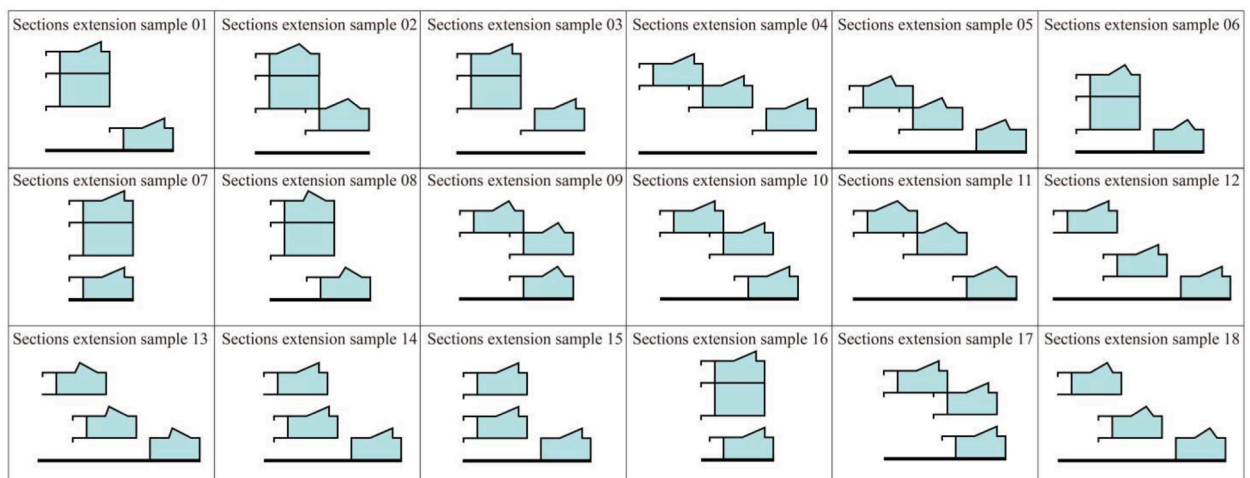 Sections extension sample 01
Sections extension sample 02
Sections extension sample 03
Sections extension sample 04
Sections extension sample 05
Sections extension sample 06
Sections extension sample 07
Sections extension sample 08
Sections extension sample 09
Sections extension sample 10
Sections extension sample 11
Sections extension sample 12
Sections extension sample 13
Sections extension sample 14
Sections extension sample 15
Sections extension sample 16
Sections extension sample 17
Sections extension sample 18